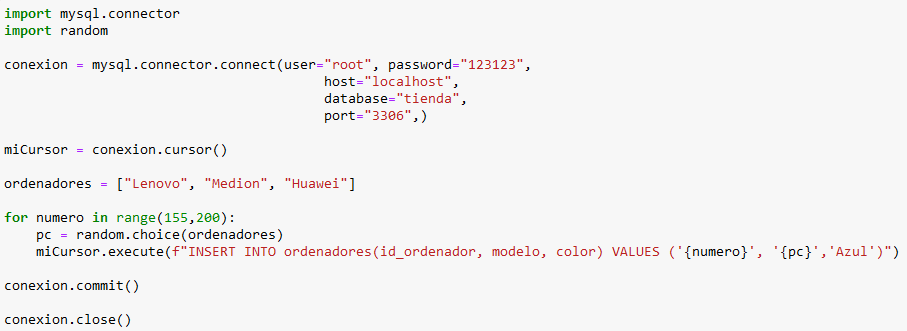 import mysql.connector
import random
conexion = mysql.connector.connect(user="root", password="123123",
host="localhost",
database="tienda",
port="3306",)
miCursor = conexion.cursor()
ordenadores = ["Lenovo", "Medion", "Huawei"]
for numero in range(155,200):
pc = random.choice(ordenadores)
miCursor.execute(f"INSERT INTO ordenadores(id_ordenador, modelo, color) VALUES ('{numero}', '{pc}','Azul')")
conexion.commit()
conexion.close()